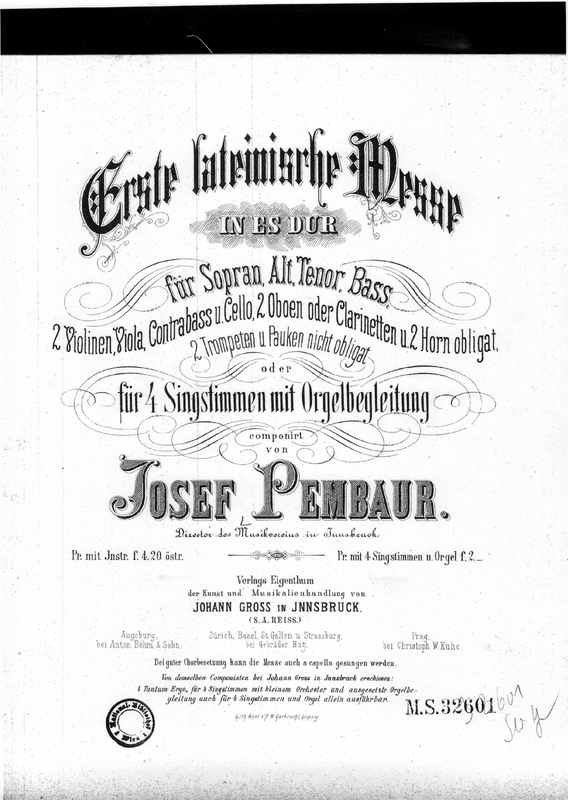 Erste lateinische Messe
IN ES DUR
für Sopran, Alt, Tenor, Bass,
2 Violinen, Viola, Contrabass u. Cello, 2 Oboen oder Clarinetten u. 2 Horn obligat,
2 Trompeten u Pauken nicht obligat
oder
für 4 Singstimmen mit Orgelbegleitung
componirt
von
JOSEF PEMBAUR.
Director des Musikvereins in Innsbruck.
Pr. mit Jnstr. f. 4.20 östr.
Pr. mit 4 Singstimmen u. Orgel f. 2._
Verlags Eigenthum
der Kunst und Musikalienhandlung von
JOHANN GROSS IN JNNSBRUCK.
(S. A. REISS.)
Augsburg, bei Anton Böhm & Sohn.
Zürich, Basel, St. Gallen u. Strassburg, bei Gebrüder Hug.
Prag, bei Christoph W. Kuhe.
Bei guter Chorbesetzung kann die Messe auch a capella gesungen werden.
Von demselben Componisten bei Johann Gross in Innsbruck erschienen:
4 Tantum Ergo, für 4 Singstimmen mit kleinem Orchester und ausgesetzte Orgelbe-
gleitung auch für 4 Singstimmen und Orgel allein ausführbar.
M.S. 32601
National-Bibliothek
Wien